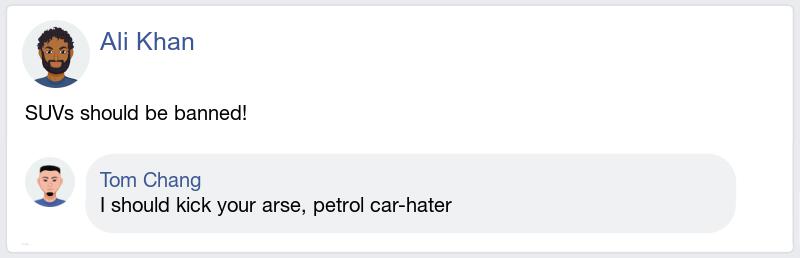 Ali Khan
SUVs should be banned!
Tom Chang
I should kick your arse, petrol car-hater